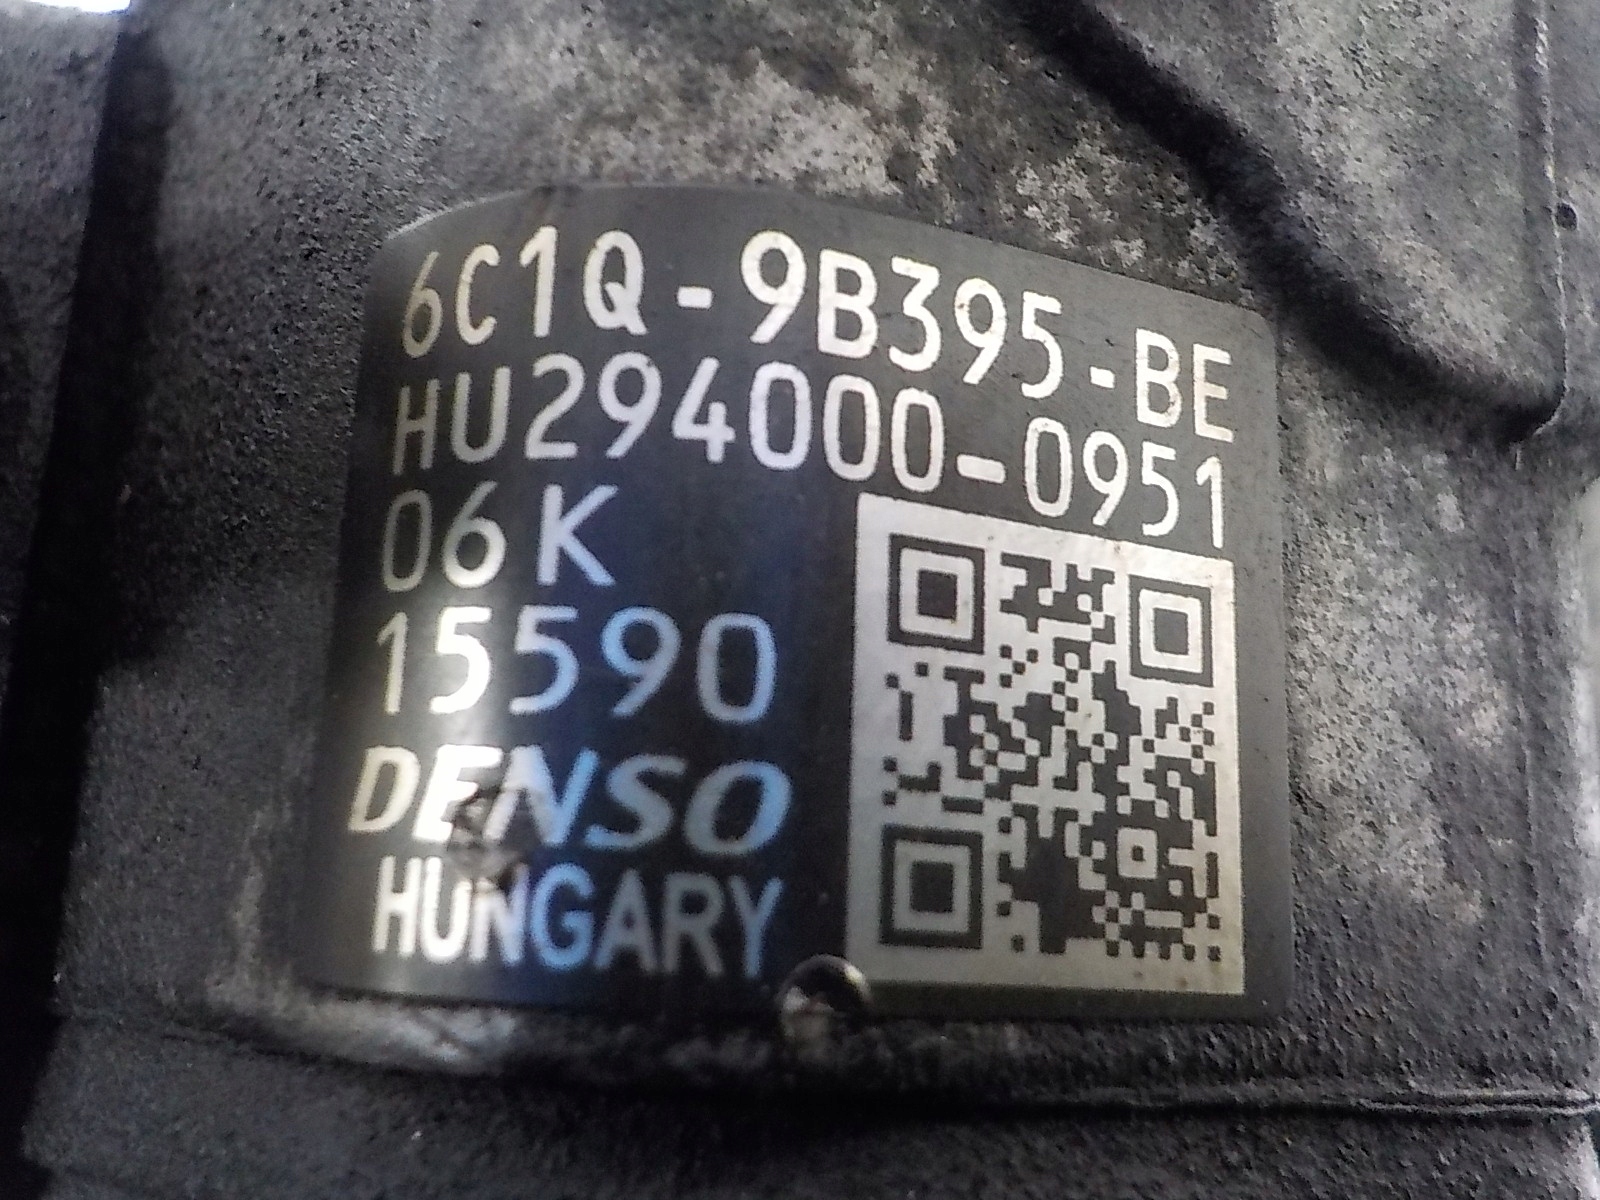 6C1Q-9B395-BE
HU294000-0951
06K
15590
DENSO
HUNGARY